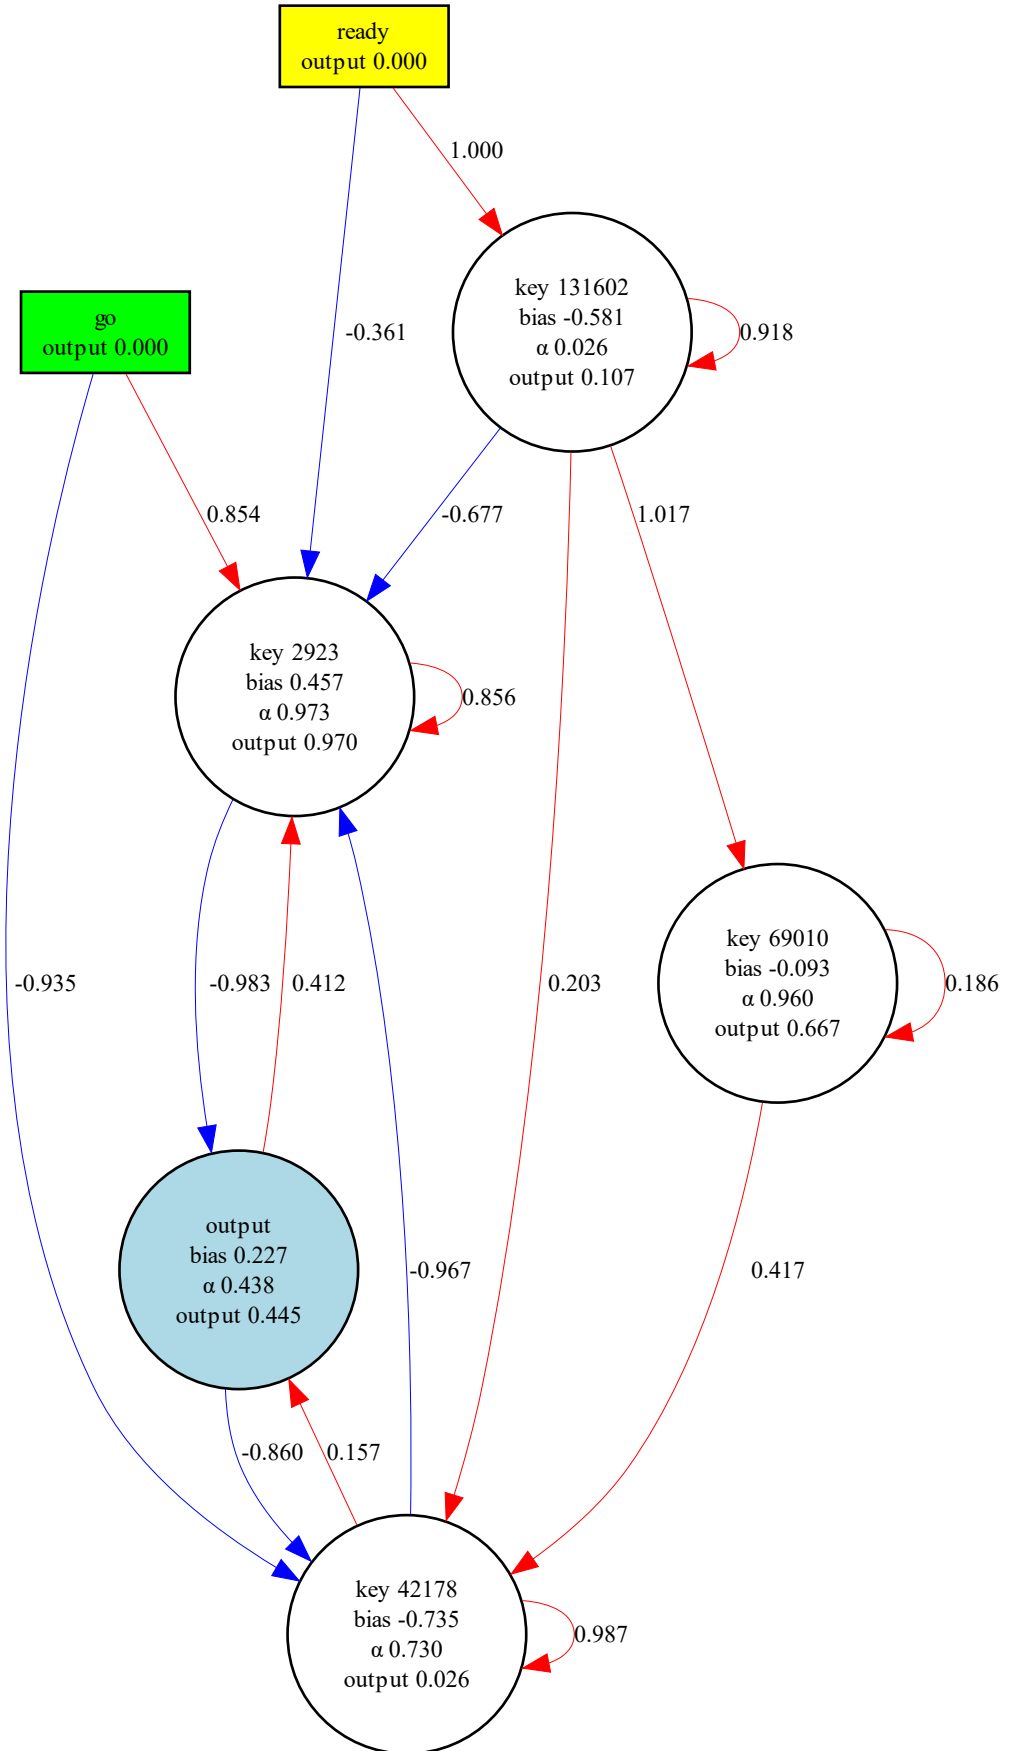 ready
output 0.000
1.000
key 131602
bias -0.581
α 0.026
output 0.107
0.918
go
output 0.000
-0.361
0.854
-0.677
1.017
key 2923
bias 0.457
α 0.973
output 0.970
0.856
key 69010
bias -0.093
α 0.960
output 0.667
0.186
-0.935
-0.983
0.412
0.203
output
bias 0.227
α 0.438
output 0.445
-0.967
0.417
-0.860
0.157
key 42178
bias -0.735
α 0.730
output 0.026
0.987